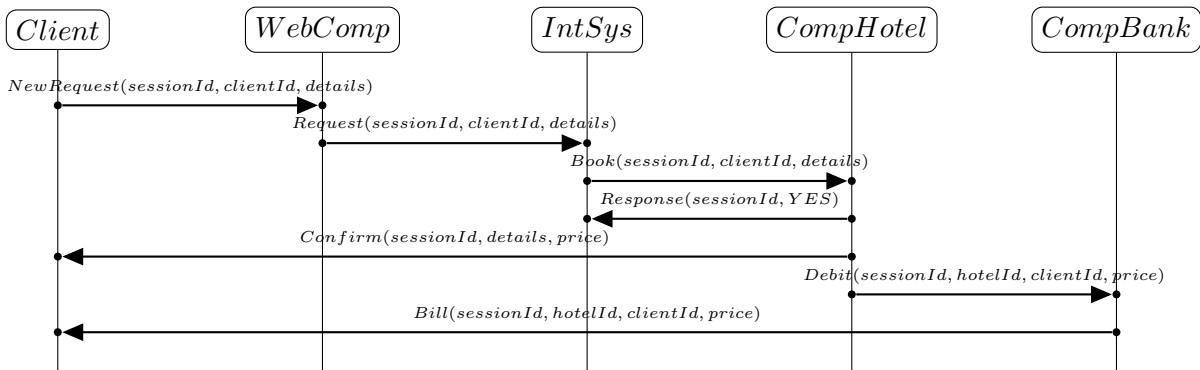 Client WebComp IntSys CompHotel CompBank
NewRequest(sessionId, clientId, details)
Request(sessionId, clientId, details)
Book(sessionId, clientId, details)
Response(sessionId, YES)
Confirm(sessionId, details, price)
Debit(sessionId, hotelId, clientId, price)
Bill(sessionId, hotelId, clientId, price)